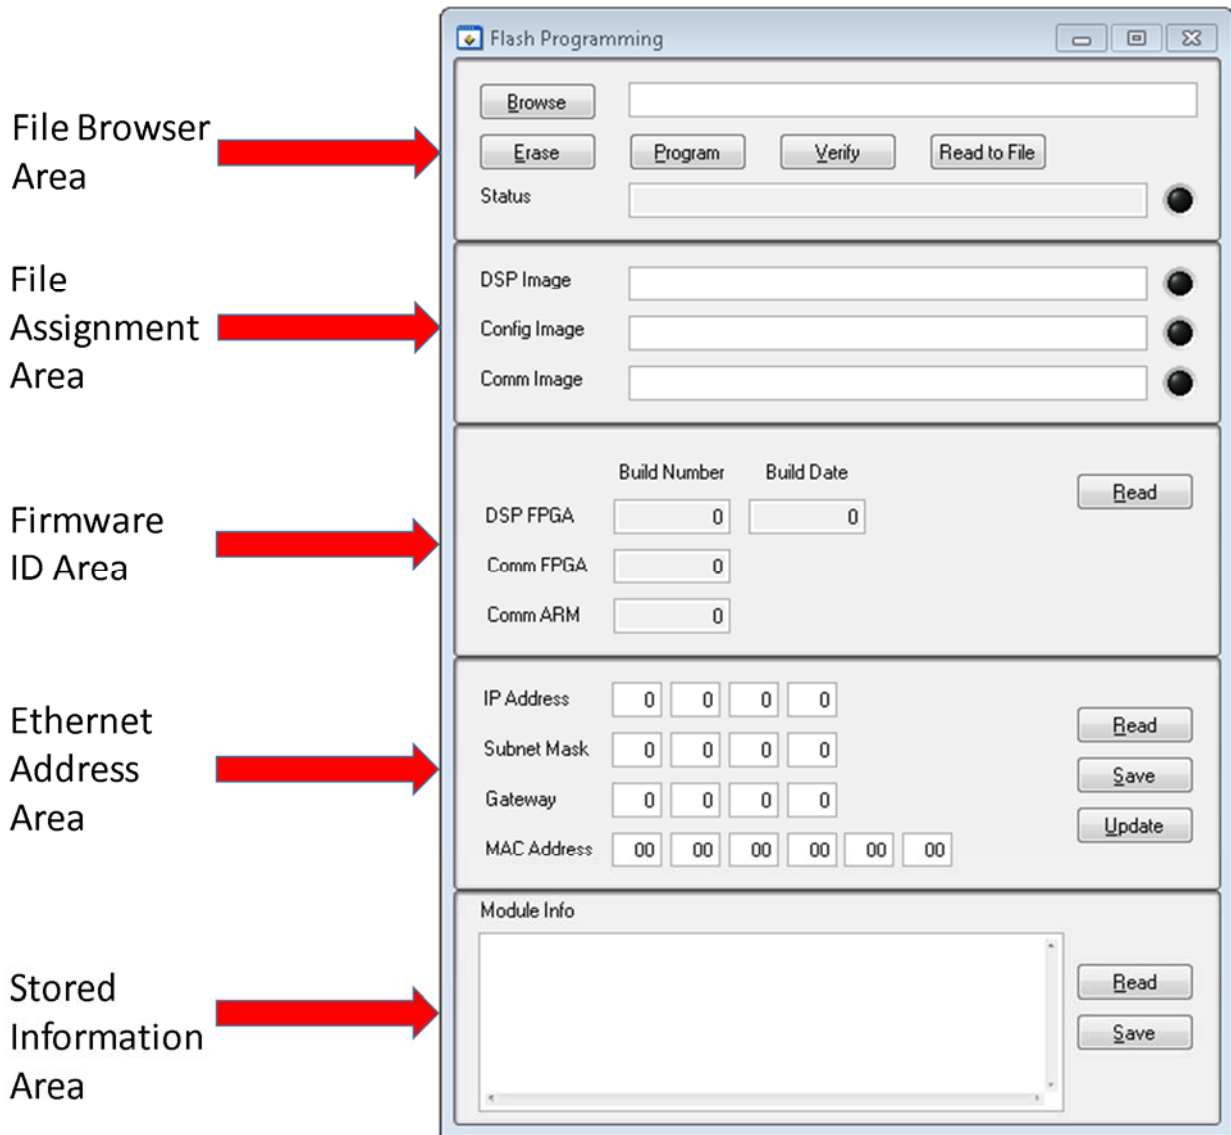 Flash Programming
File Browser
Area
Browse
Erase Program Verify Read to File
Status
File
Assignment
Area
DSP Image
Config Image
Comm Image
Firmware
ID Area
Build Number Build Date
Read
DSP FPGA 0 0
Comm FPGA 0
Comm ARM 0
Ethernet
Address
Area
IP Address 0 0 0 0
Subnet Mask 0 0 0 0
Gateway 0 0 0 0
MAC Address 00 00 00 00 00 00
Read
Save
Update
Stored
Information
Area
Module Info
Read
Save